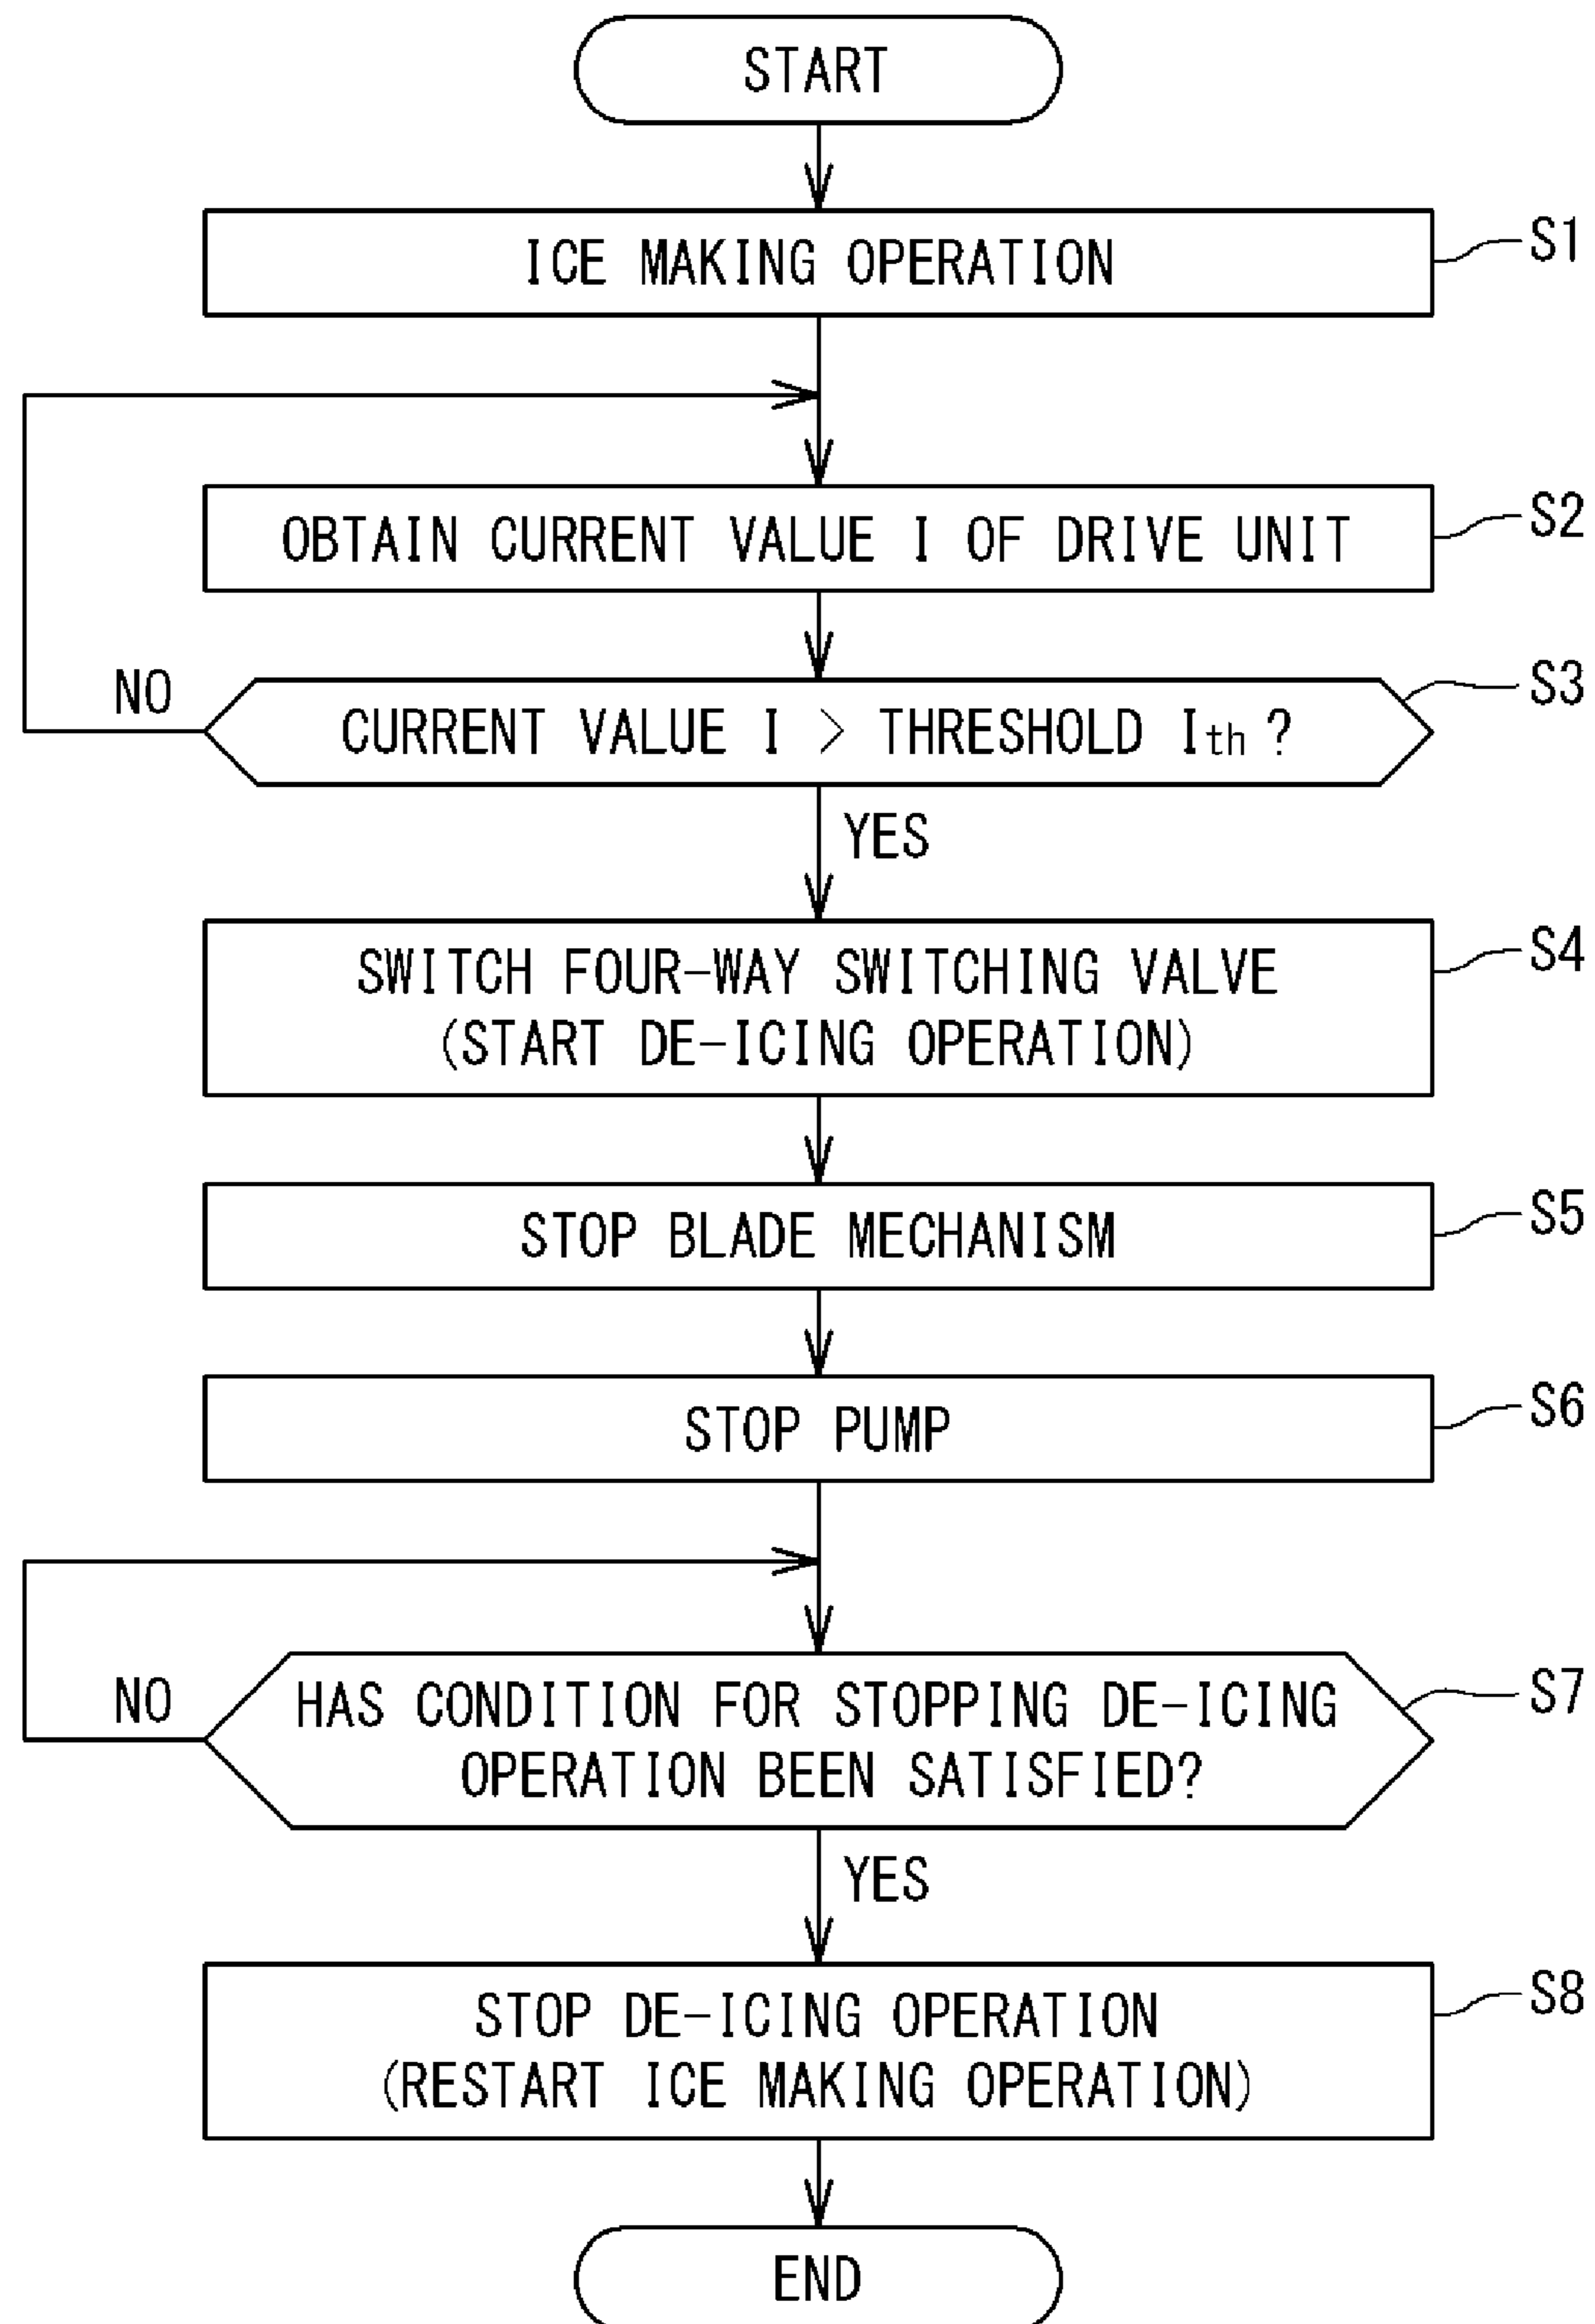 START
ICE MAKING OPERATION
S1
OBTAIN CURRENT VALUE I OF DRIVE UNIT
S2
NO
CURRENT VALUE I > THRESHOLD Ith ?
S3
YES
SWITCH FOUR-WAY SWITCHING VALVE
(START DE-ICING OPERATION)
S4
STOP BLADE MECHANISM
S5
STOP PUMP
S6
NO
HAS CONDITION FOR STOPPING DE-ICING
OPERATION BEEN SATISFIED?
S7
YES
STOP DE-ICING OPERATION
(RESTART ICE MAKING OPERATION)
S8
END